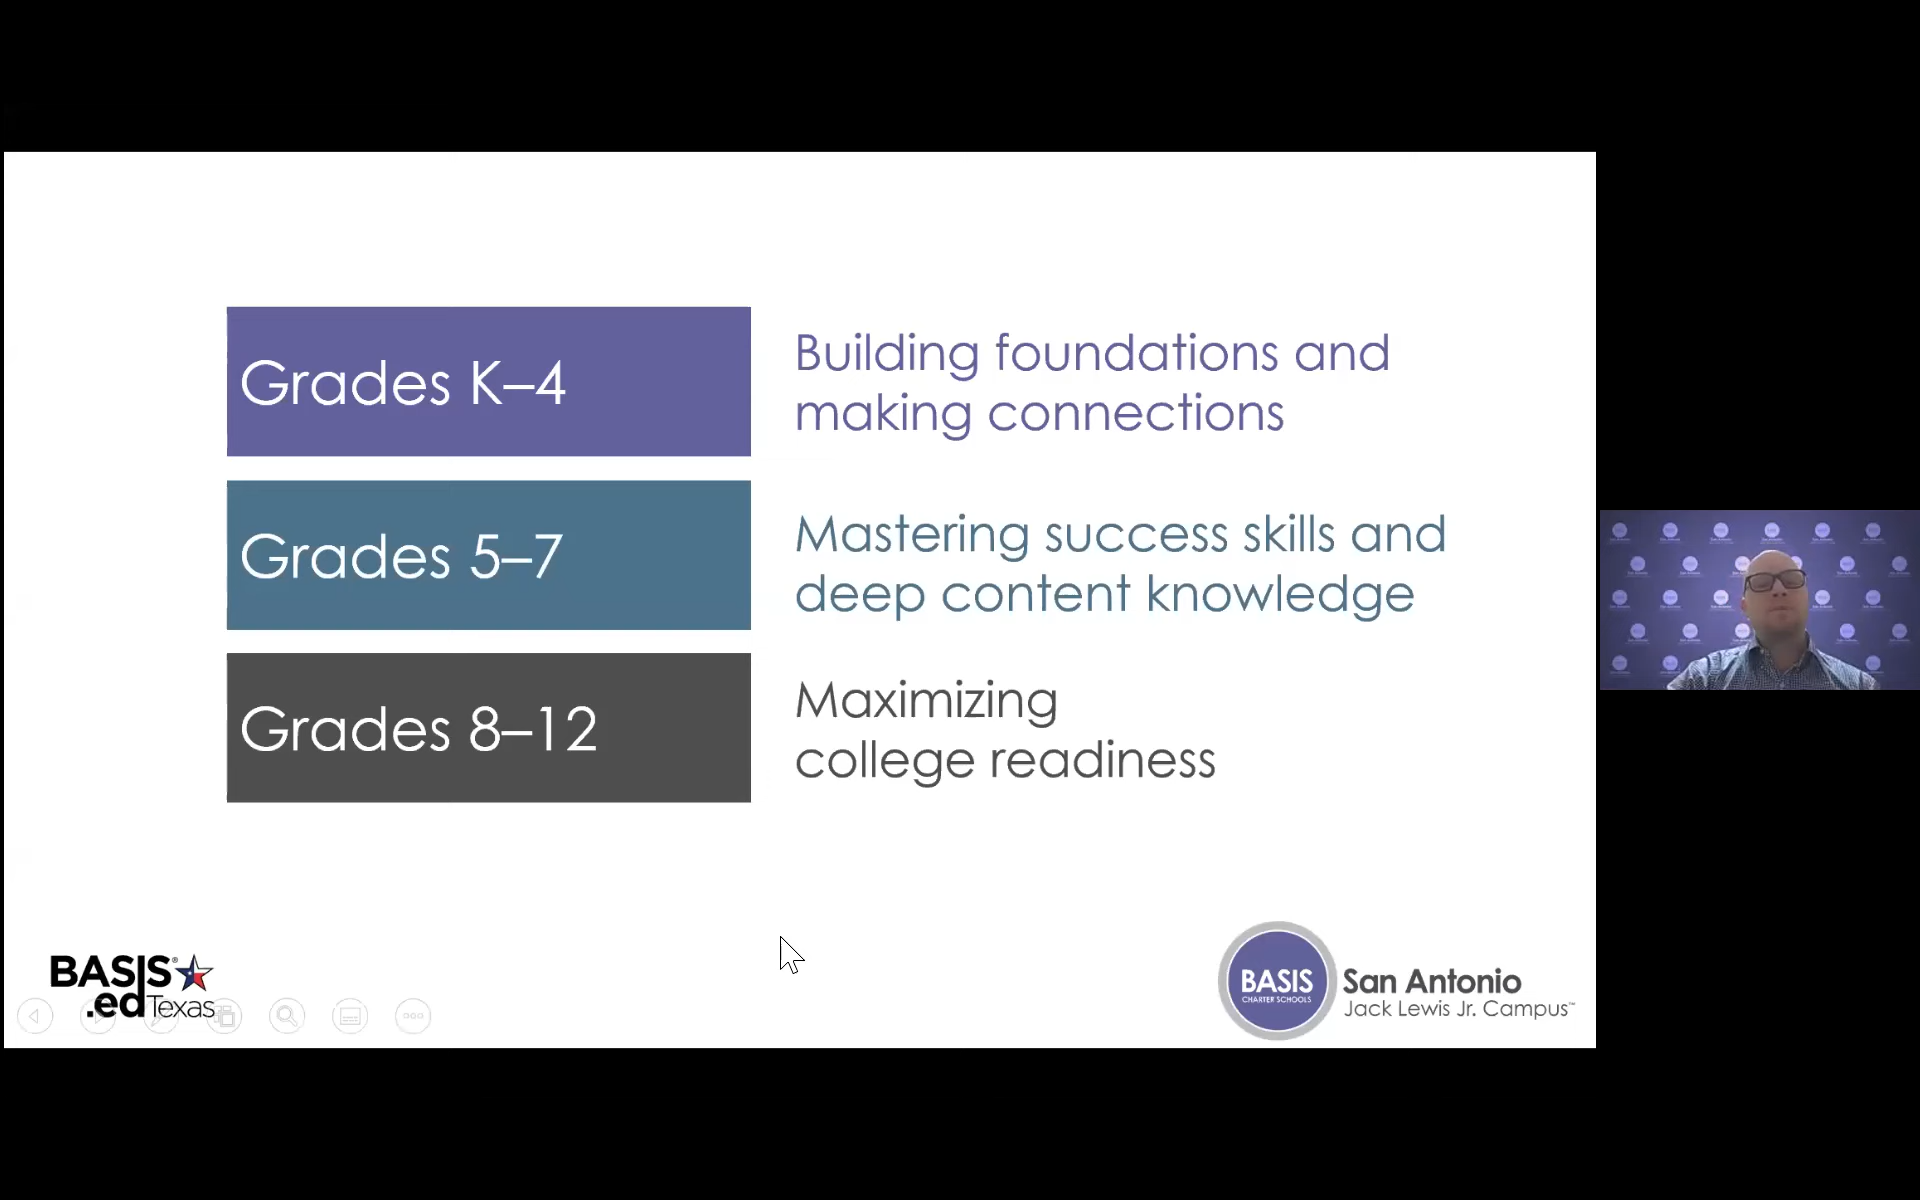 Grades K–4
Building foundations and
making connections
Grades 5–7
Mastering success skills and
deep content knowledge
Grades 8–12
Maximizing
college readiness
BASIS®
.ed Texas
BASIS
CHARTER SCHOOLS
San Antonio
Jack Lewis Jr. Campus™